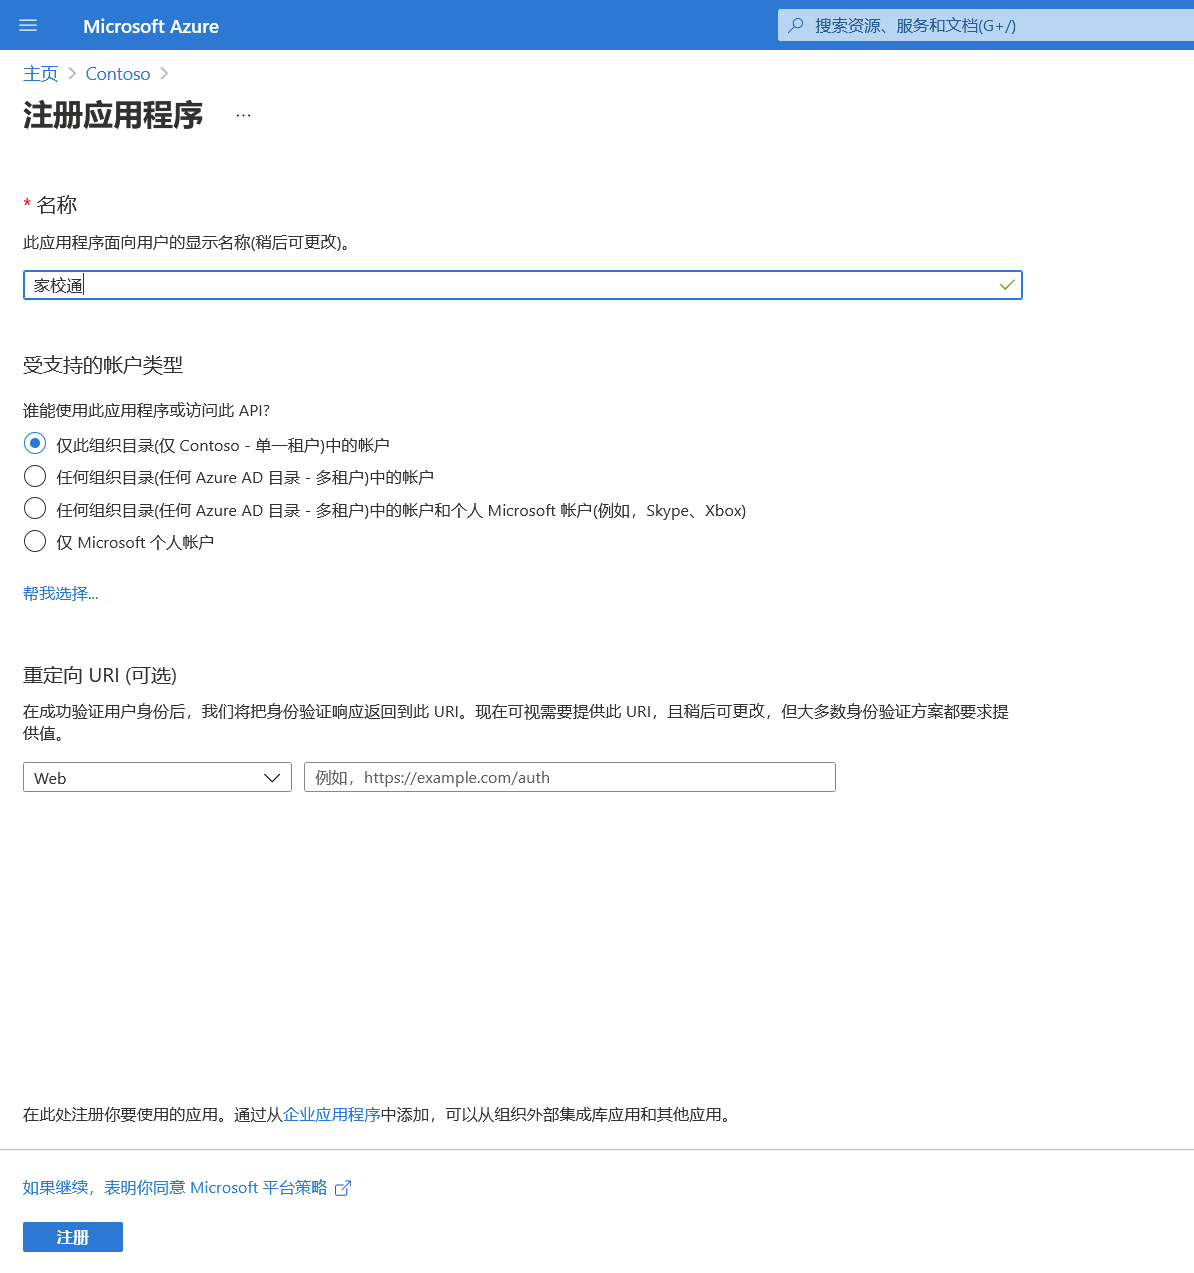 Microsoft Azure
搜索资源、服务和文档(G+/)
主页 > Contoso >
注册应用程序 ...
* 名称
此应用程序面向用户的显示名称(稍后可更改)。
家校通
受支持的帐户类型
谁能使用此应用程序或访问此 API?
仅此组织目录(仅 Contoso - 单一租户)中的帐户
任何组织目录(任何 Azure AD 目录 - 多租户)中的帐户
任何组织目录(任何 Azure AD 目录 - 多租户)中的帐户和个人 Microsoft 帐户(例如，Skype、Xbox)
仅 Microsoft 个人帐户
帮我选择...
重定向 URI (可选)
在成功验证用户身份后，我们将把身份验证响应返回到此 URI。现在可视需要提供此 URI，且稍后可更改，但大多数身份验证方案都要求提
供值。
Web
例如，https://example.com/auth
在此处注册你要使用的应用。通过从企业应用程序中添加，可以从组织外部集成库应用和其他应用。
如果继续，表明你同意 Microsoft 平台策略
注册